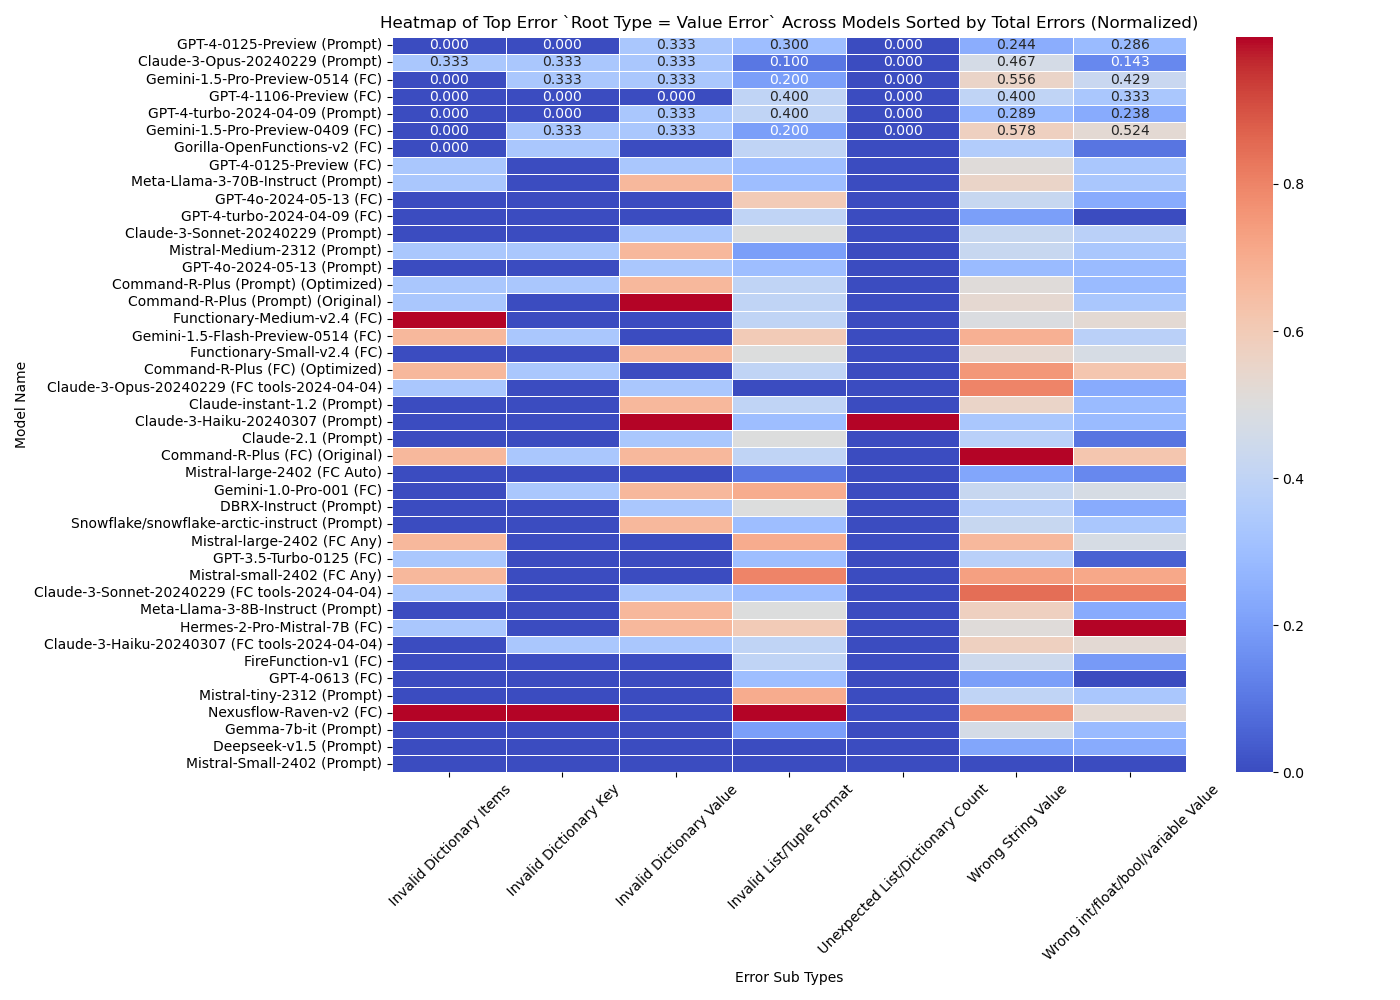 Heatmap of Top Error `Root Type = Value Error` Across Models Sorted by Total Errors (Normalized)
Model Name
GPT-4-0125-Preview (Prompt) 0.000 0.000 0.333 0.300 0.000 0.244 0.286
Claude-3-Opus-20240229 (Prompt) 0.333 0.333 0.333 0.100 0.000 0.467 0.143
Gemini-1.5-Pro-Preview-0514 (FC) 0.000 0.333 0.333 0.200 0.000 0.556 0.429
GPT-4-1106-Preview (FC) 0.000 0.000 0.000 0.400 0.000 0.400 0.333
GPT-4-turbo-2024-04-09 (Prompt) 0.000 0.000 0.333 0.400 0.000 0.289 0.238
Gemini-1.5-Pro-Preview-0409 (FC) 0.000 0.333 0.333 0.200 0.000 0.578 0.524
Gorilla-OpenFunctions-v2 (FC) 0.000
GPT-4-0125-Preview (FC)
Meta-Llama-3-70B-Instruct (Prompt)
GPT-4o-2024-05-13 (FC)
GPT-4-turbo-2024-04-09 (FC)
Claude-3-Sonnet-20240229 (Prompt)
Mistral-Medium-2312 (Prompt)
GPT-4o-2024-05-13 (Prompt)
Command-R-Plus (Prompt) (Optimized)
Command-R-Plus (Prompt) (Original)
Functionary-Medium-v2.4 (FC)
Gemini-1.5-Flash-Preview-0514 (FC)
Functionary-Small-v2.4 (FC)
Command-R-Plus (FC) (Optimized)
Claude-3-Opus-20240229 (FC tools-2024-04-04)
Claude-instant-1.2 (Prompt)
Claude-3-Haiku-20240307 (Prompt)
Claude-2.1 (Prompt)
Command-R-Plus (FC) (Original)
Mistral-large-2402 (FC Auto)
Gemini-1.0-Pro-001 (FC)
DBRX-Instruct (Prompt)
Snowflake/snowflake-arctic-instruct (Prompt)
Mistral-large-2402 (FC Any)
GPT-3.5-Turbo-0125 (FC)
Mistral-small-2402 (FC Any)
Claude-3-Sonnet-20240229 (FC tools-2024-04-04)
Meta-Llama-3-8B-Instruct (Prompt)
Hermes-2-Pro-Mistral-7B (FC)
Claude-3-Haiku-20240307 (FC tools-2024-04-04)
FireFunction-v1 (FC)
GPT-4-0613 (FC)
Mistral-tiny-2312 (Prompt)
Nexusflow-Raven-v2 (FC)
Gemma-7b-it (Prompt)
Deepseek-v1.5 (Prompt)
Mistral-Small-2402 (Prompt)
Invalid Dictionary Items
Invalid Dictionary Key
Invalid Dictionary Value
Invalid List/Tuple Format
Unexpected List/Dictionary Count
Wrong String Value
Wrong int/float/bool/variable Value
Error Sub Types
0.8
0.6
0.4
0.2
0.0